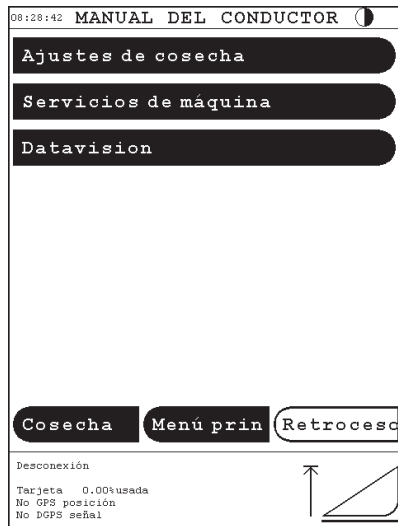 08:28:42 MANUAL DEL CONDUCTOR
Ajustes de cosecha
Servicios de máquina
Datavision
Cosecha Menú prin Retroceso
Desconexión
Tarjeta 0.00%usada
No GPS posición
No DGPS señal